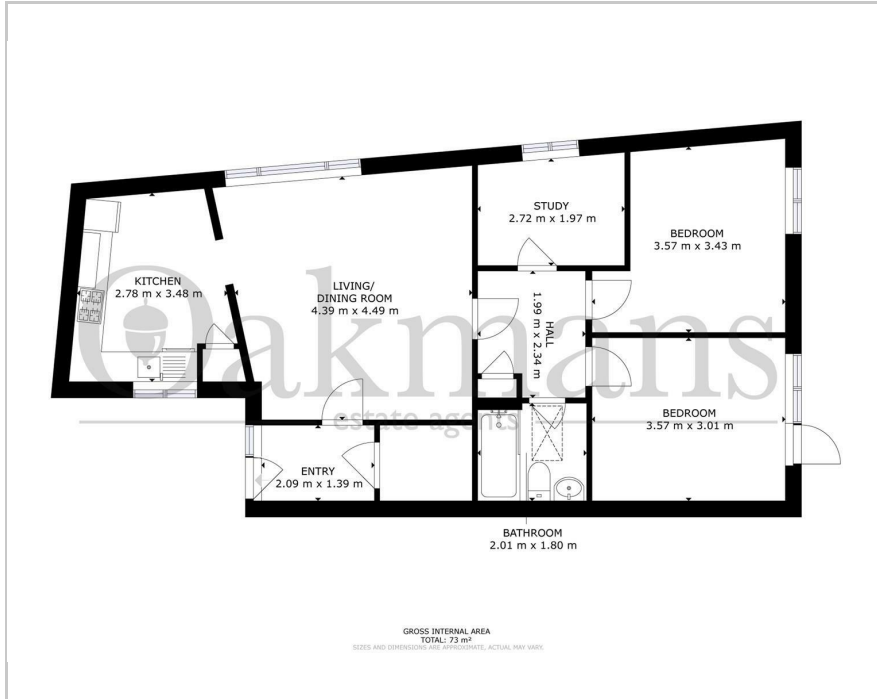 STUDY
2.72 m x 1.97 m
BEDROOM
3.57 m x 3.43 m
KITCHEN
2.78 m x 3.48 m
LIVING/
DINING ROOM
4.39 m x 4.49 m
HALL
1.99 m x 2.34 m
Oakmans
estate agents
BEDROOM
3.57 m x 3.01 m
ENTRY
2.09 m x 1.39 m
BATHROOM
2.01 m x 1.80 m
GROSS INTERNAL AREA
TOTAL: 73 m²
SIZES AND DIMENSIONS ARE APPROXIMATE, ACTUAL MAY VARY.